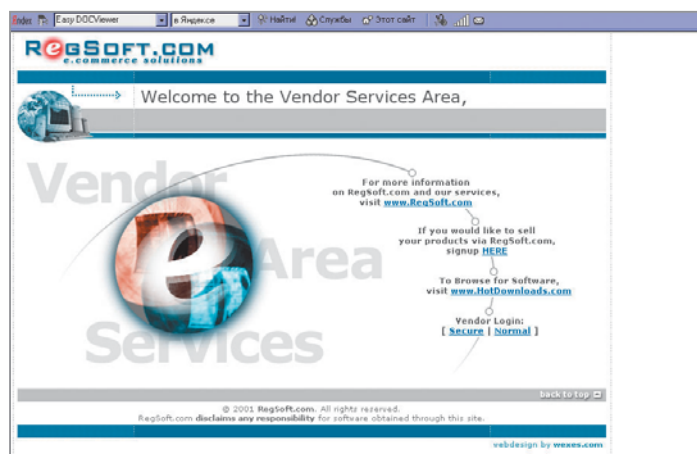 Яndex Easy DOCViewer в Яндексе Найти! Службы Этот сайт
REGSOFT.COM
e.commerce solutions
Welcome to the Vendor Services Area,
Vendor
Area
Services
e
For more information
on RegSoft.com and our services,
visit www.RegSoft.com
If you would like to sell
your products via RegSoft.com,
signup HERE
To Browse for Software,
visit www.HotDownloads.com
Vendor Login:
[ Secure | Normal ]
back to top
© 2001 RegSoft.com. All rights reserved.
RegSoft.com disclaims any responsibility for software obtained through this site.
webdesign by wexes.com